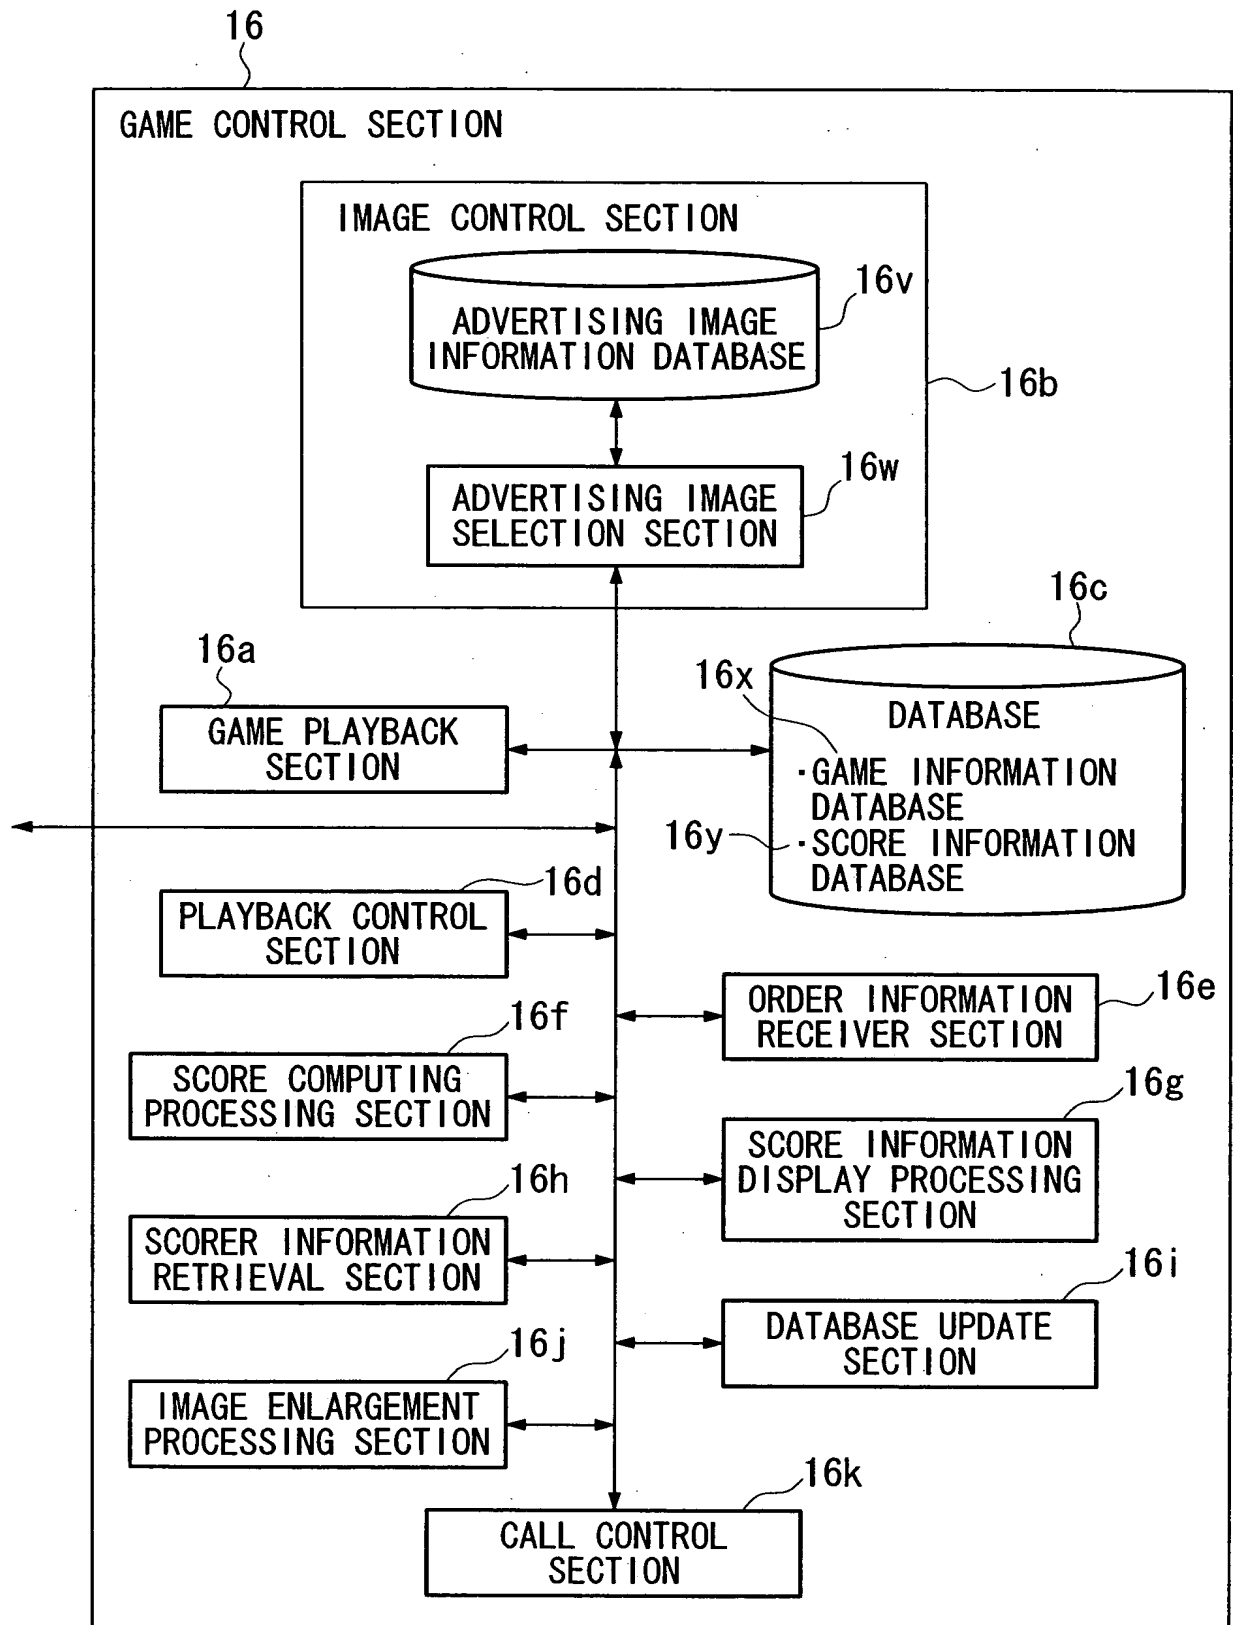 16
GAME CONTROL SECTION
IMAGE CONTROL SECTION
ADVERTISING IMAGE
INFORMATION DATABASE
16v
16b
ADVERTISING IMAGE
SELECTION SECTION
16w
16c
16a
GAME PLAYBACK
SECTION
16x
DATABASE
・GAME INFORMATION
DATABASE
16y
・SCORE INFORMATION
DATABASE
16d
PLAYBACK CONTROL
SECTION
ORDER INFORMATION
RECEIVER SECTION
16e
16f
SCORE COMPUTING
PROCESSING SECTION
16g
SCORE INFORMATION
DISPLAY PROCESSING
SECTION
16h
SCORER INFORMATION
RETRIEVAL SECTION
16i
DATABASE UPDATE
SECTION
16j
IMAGE ENLARGEMENT
PROCESSING SECTION
16k
CALL CONTROL
SECTION